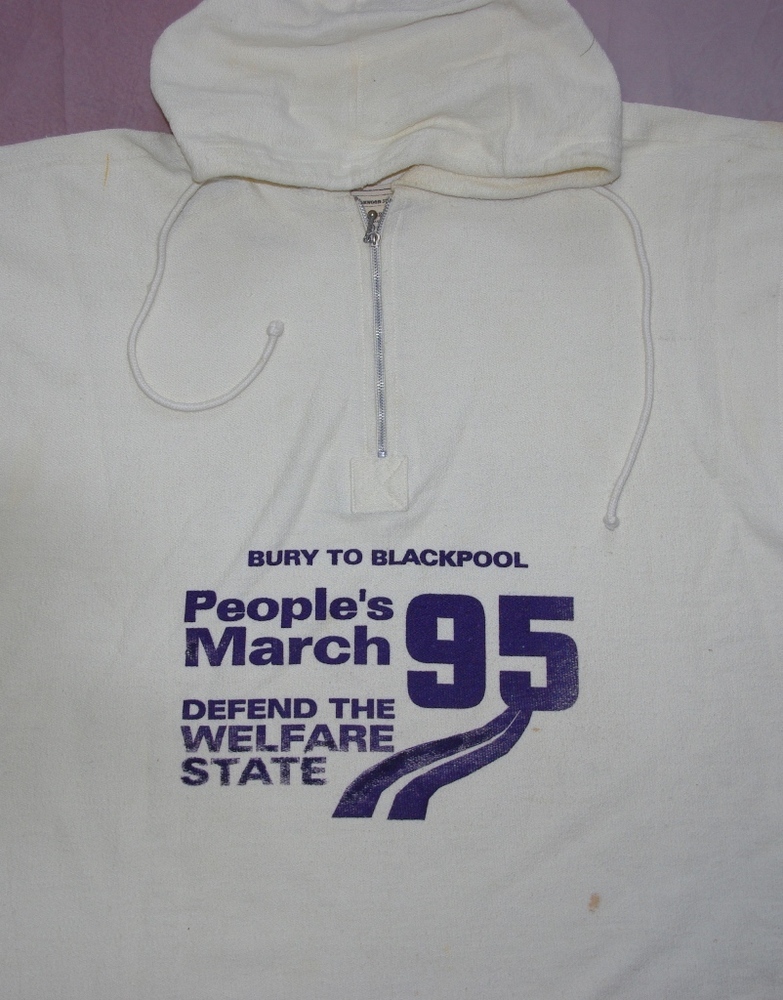 BURY TO BLACKPOOL
People's
March
95
DEFEND THE
WELFARE
STATE